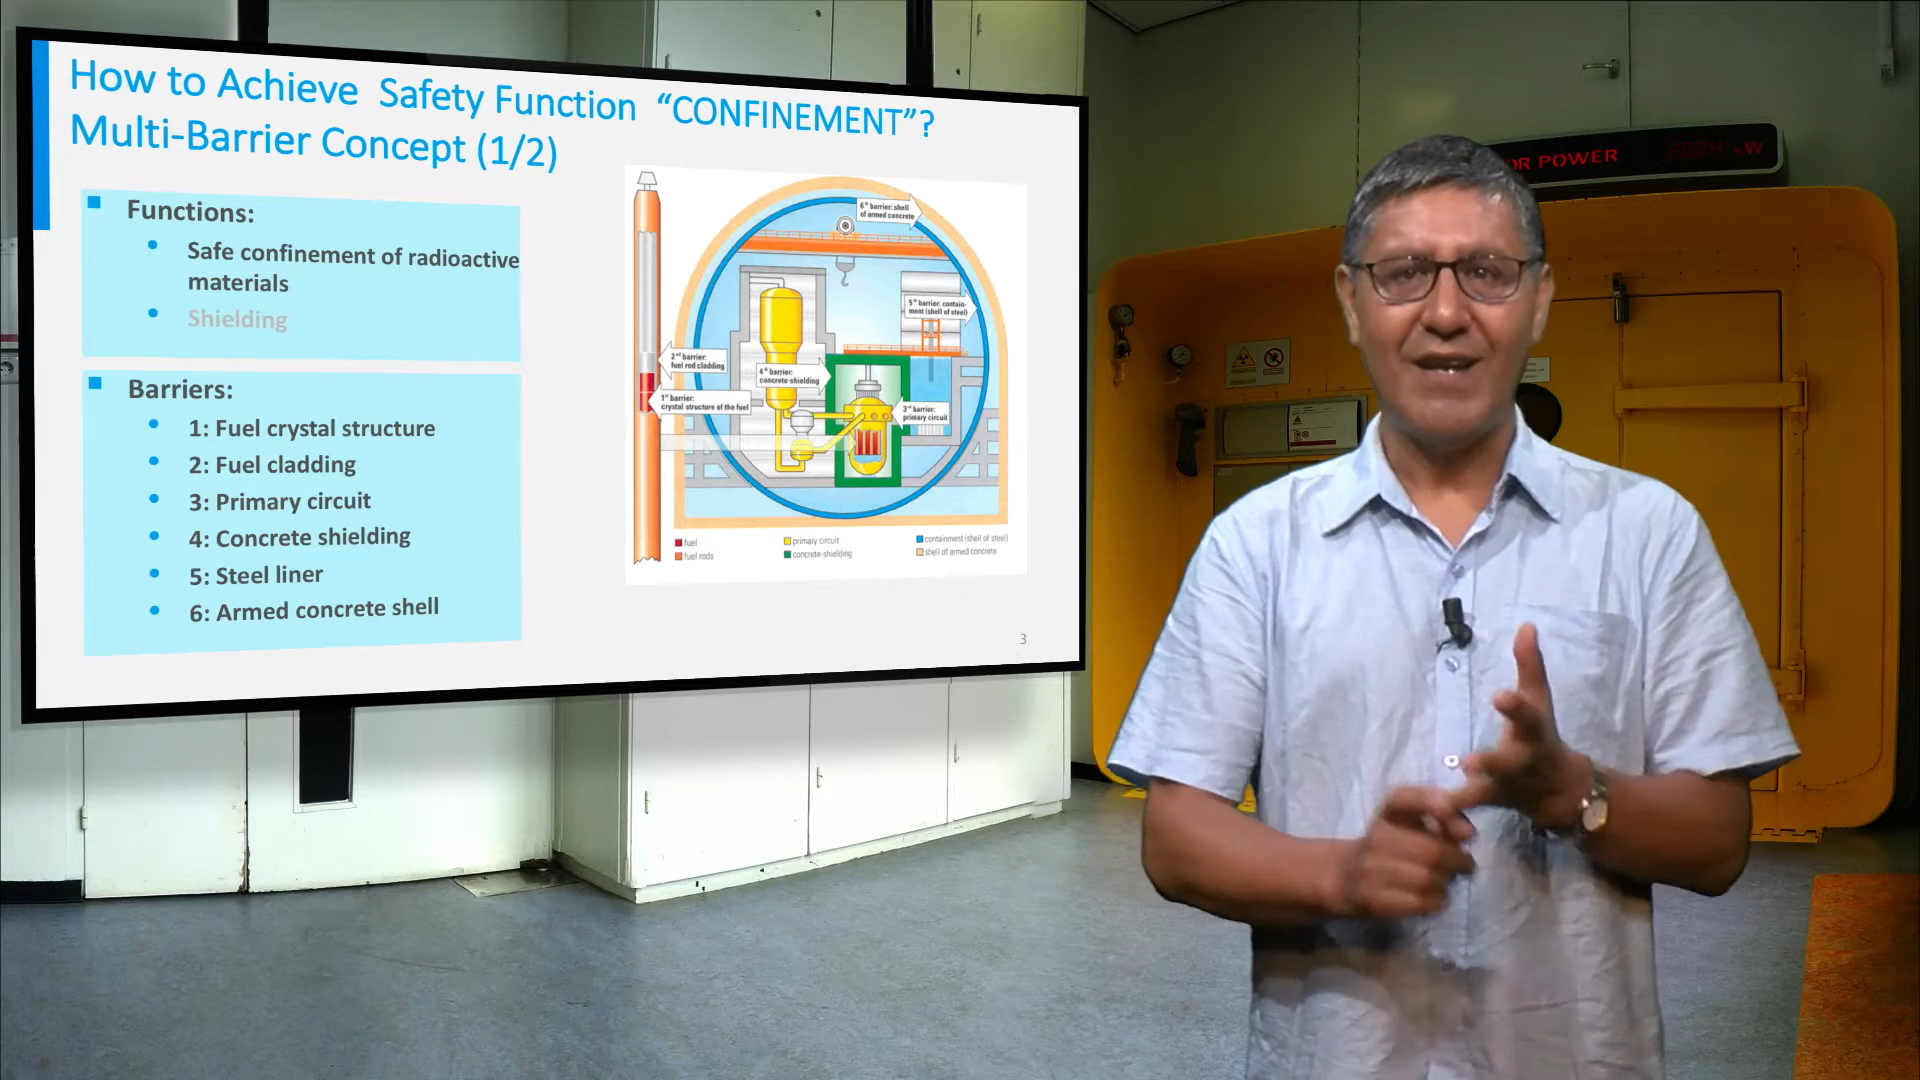 How to Achieve Safety Function “CONFINEMENT”?
Multi-Barrier Concept (1/2)
Functions:
Safe confinement of radioactive
materials
Shielding
Barriers:
1: Fuel crystal structure
2: Fuel cladding
3: Primary circuit
4: Concrete shielding
5: Steel liner
6: Armed concrete shell
6th barrier: shell
of armed concrete
5th barrier: contain-
ment (shell of steel)
2nd barrier:
fuel rod cladding
4th barrier:
concrete-shielding
1st barrier:
crystal structure of the fuel
3rd barrier:
primary circuit
fuel
primary circuit
containment (shell of steel)
fuel rods
concrete-shielding
shell of armed concrete
3
OR POWER